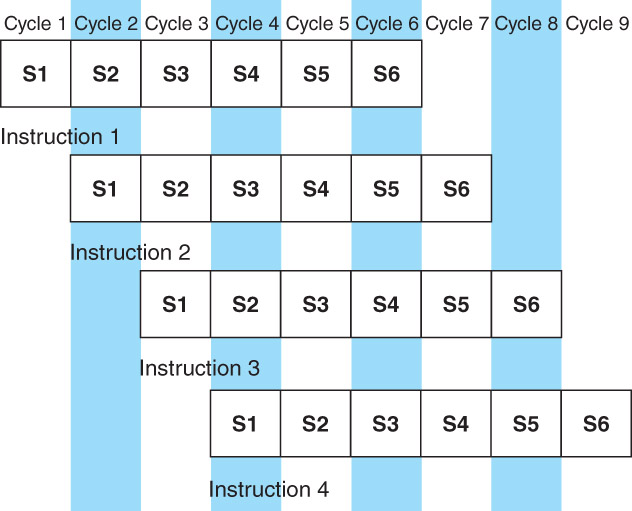 Cycle 1 Cycle 2 Cycle 3 Cycle 4 Cycle 5 Cycle 6 Cycle 7 Cycle 8 Cycle 9
S1 S2 S3 S4 S5 S6
Instruction 1
S1 S2 S3 S4 S5 S6
Instruction 2
S1 S2 S3 S4 S5 S6
Instruction 3
S1 S2 S3 S4 S5 S6
Instruction 4